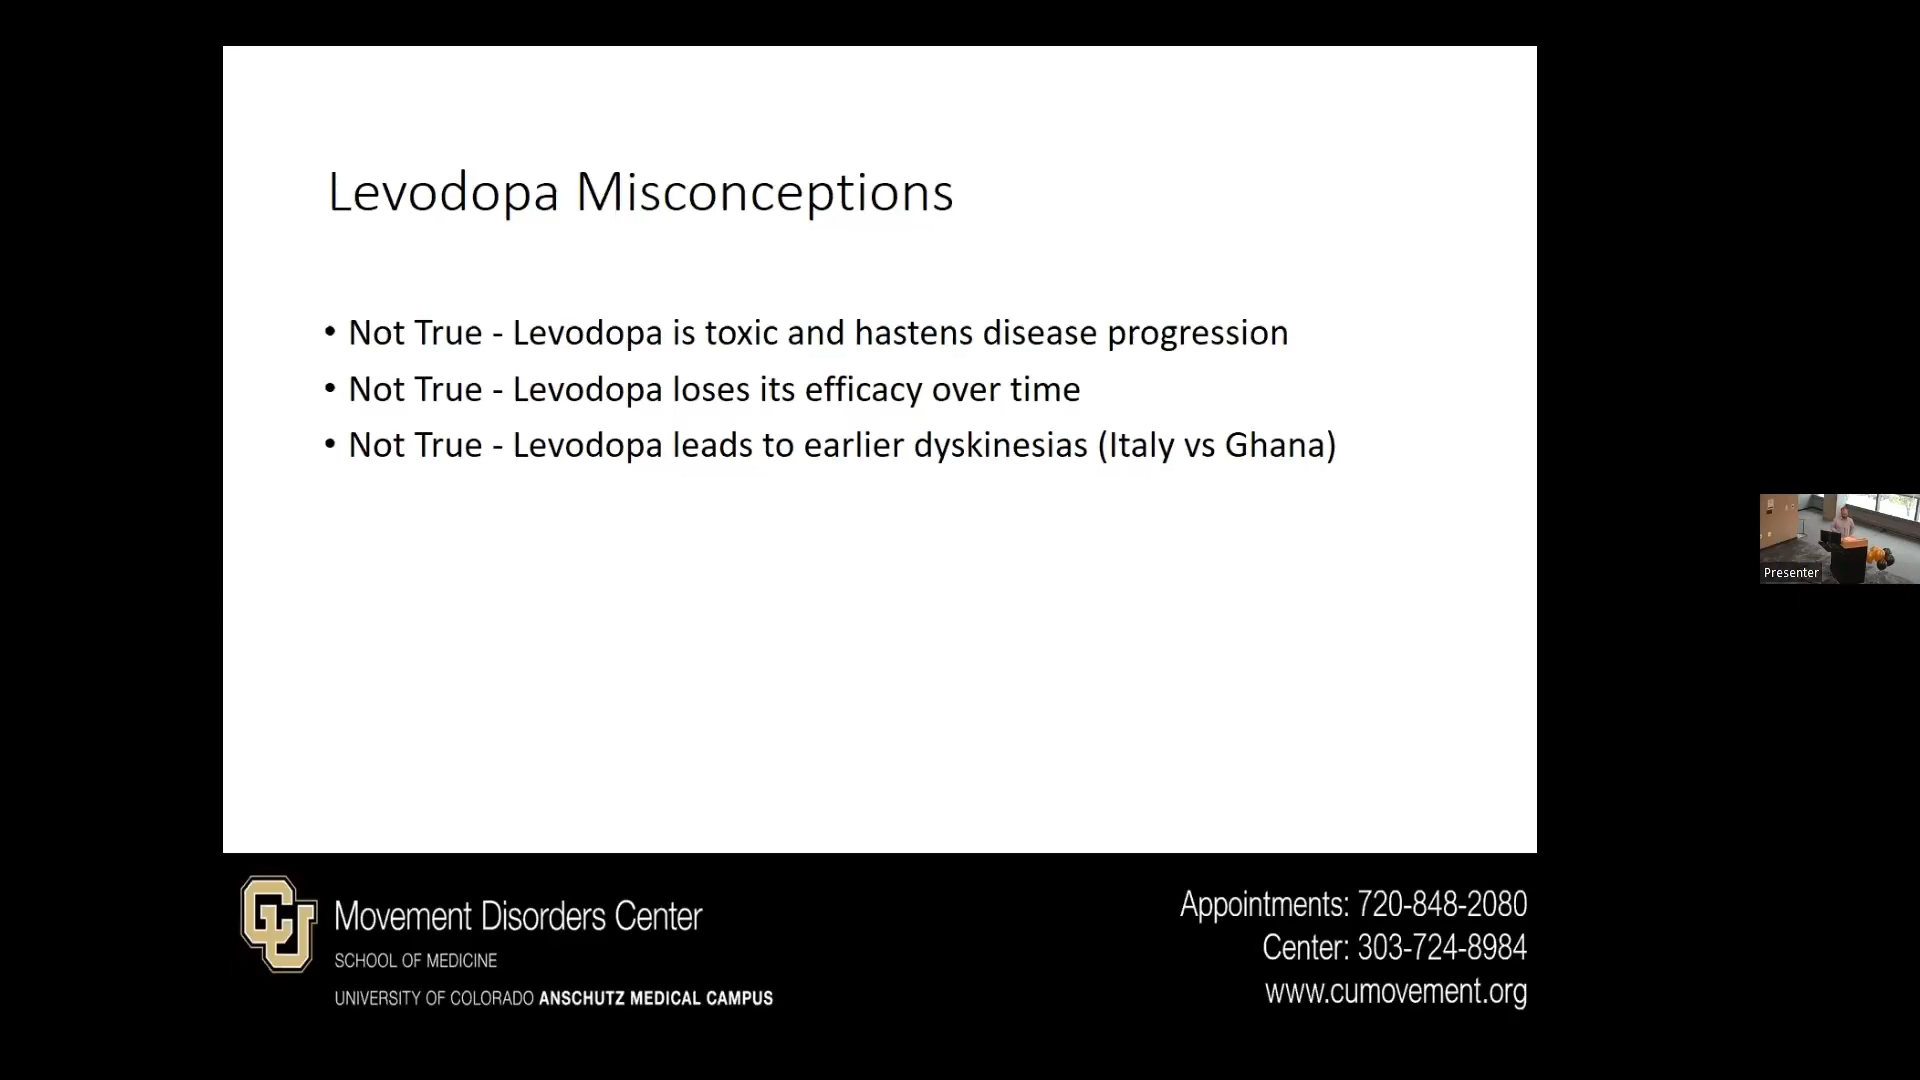 Levodopa Misconceptions
• Not True - Levodopa is toxic and hastens disease progression
• Not True - Levodopa loses its efficacy over time
• Not True - Levodopa leads to earlier dyskinesias (Italy vs Ghana)
Presenter
CU
Movement Disorders Center
SCHOOL OF MEDICINE
UNIVERSITY OF COLORADO ANSCHUTZ MEDICAL CAMPUS
Appointments: 720-848-2080
Center: 303-724-8984
www.cumovement.org